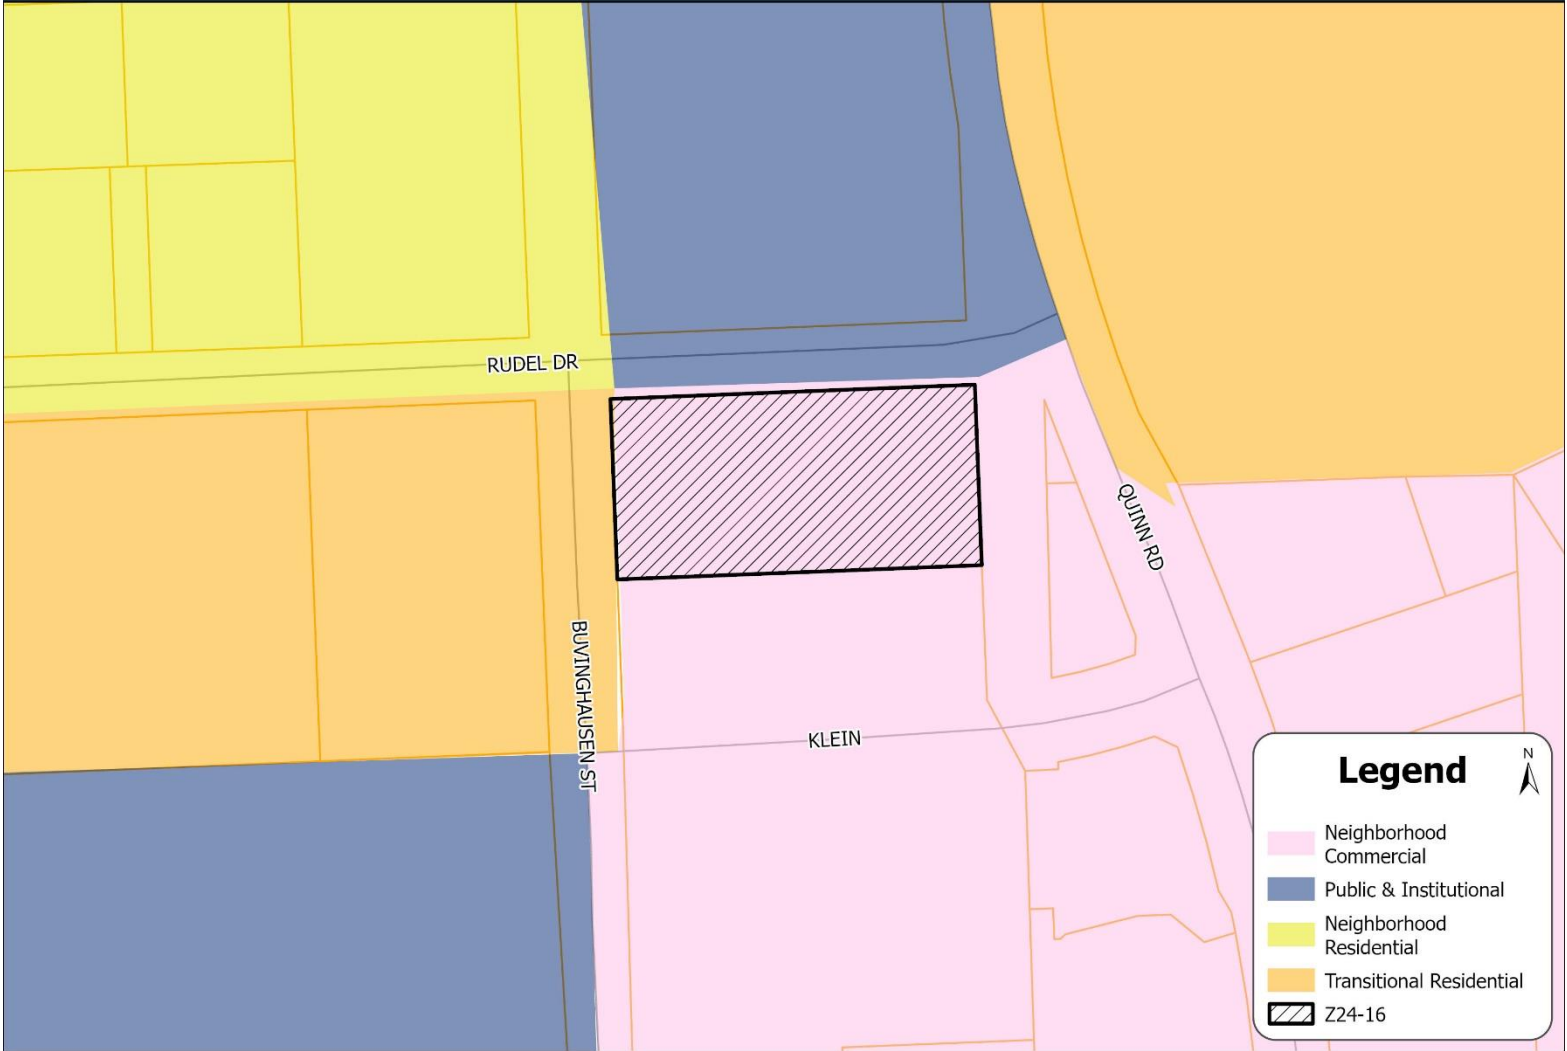 RUDEL DR
QUINN RD
BUVINGHAUSEN ST
KLEIN
Legend
N
Neighborhood
Commercial
Public & Institutional
Neighborhood
Residential
Transitional Residential
Z24-16